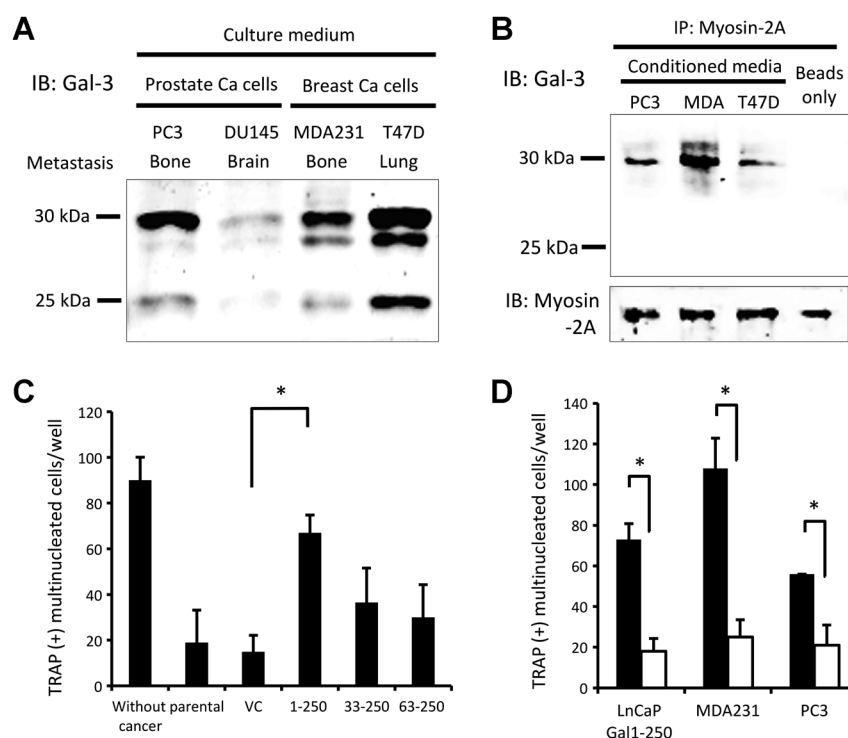 A
Culture medium
IB: Gal-3
Prostate Ca cells Breast Ca cells
PC3 DU145 MDA231 T47D
Metastasis Bone Brain Bone Lung
30 kDa
25 kDa
B
IP: Myosin-2A
IB: Gal-3
Conditioned media Beads only
PC3 MDA T47D
30 kDa
25 kDa
IB: Myosin
-2A
C
TRAP (+) multinucleated cells/well
120
100
80
60
40
20
0
*
Without parental VC 1-250 33-250 63-250
cancer
D
TRAP (+) multinucleated cells/well
140
120
100
80
60
40
20
0
*
*
*
LnCaP MDA231 PC3
Gal1-250